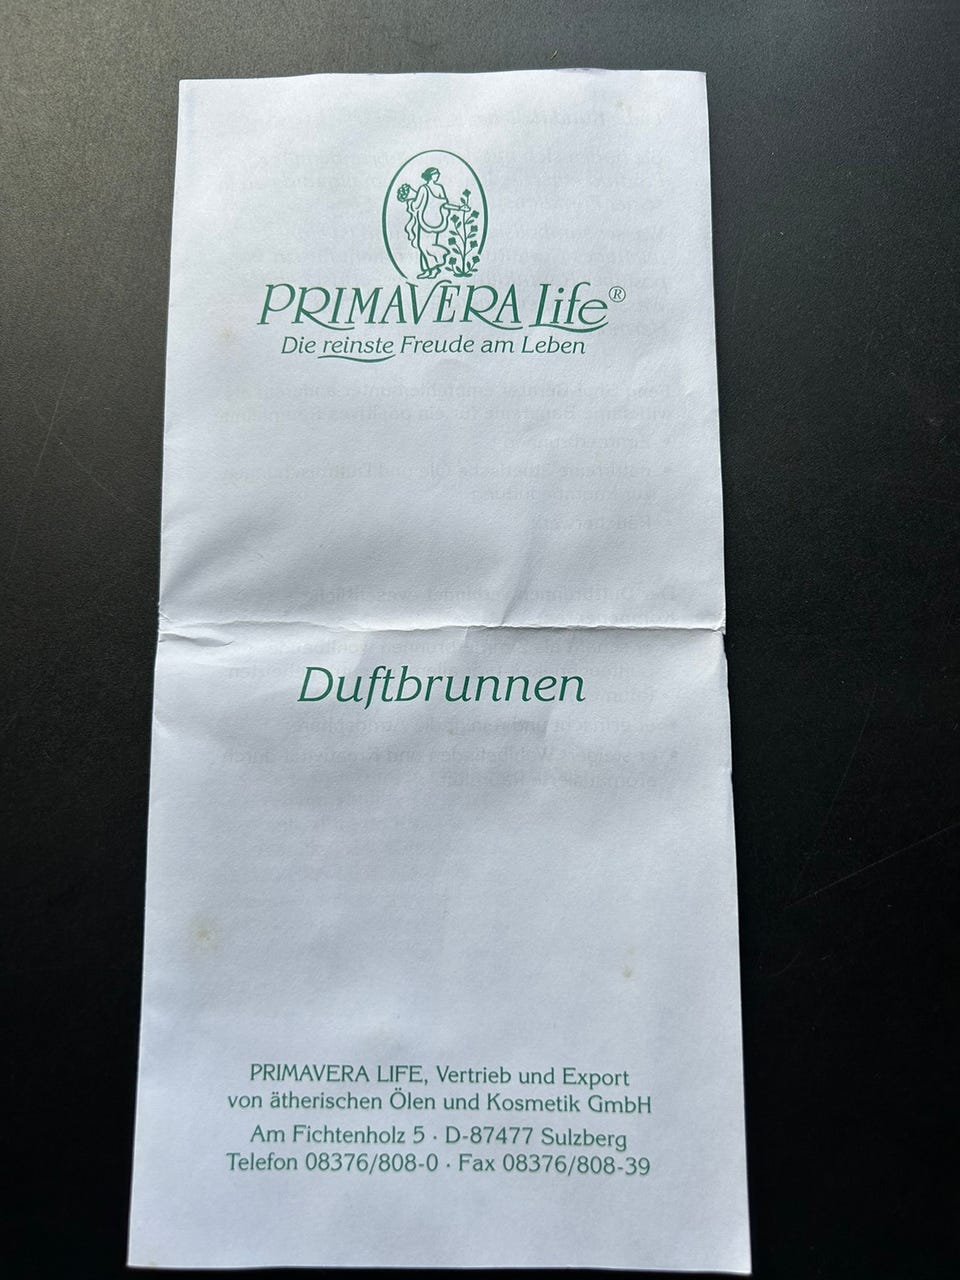 PRIMAVERA Life®
Die reinste Freude am Leben
Duftbrunnen
PRIMAVERA LIFE, Vertrieb und Export
von ätherischen Ölen und Kosmetik GmbH
Am Fichtenholz 5 · D-87477 Sulzberg
Telefon 08376/808-0 · Fax 08376/808-39